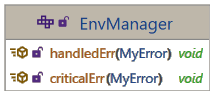 EnvManager
handledErr(MyError) void
criticalErr(MyError) void